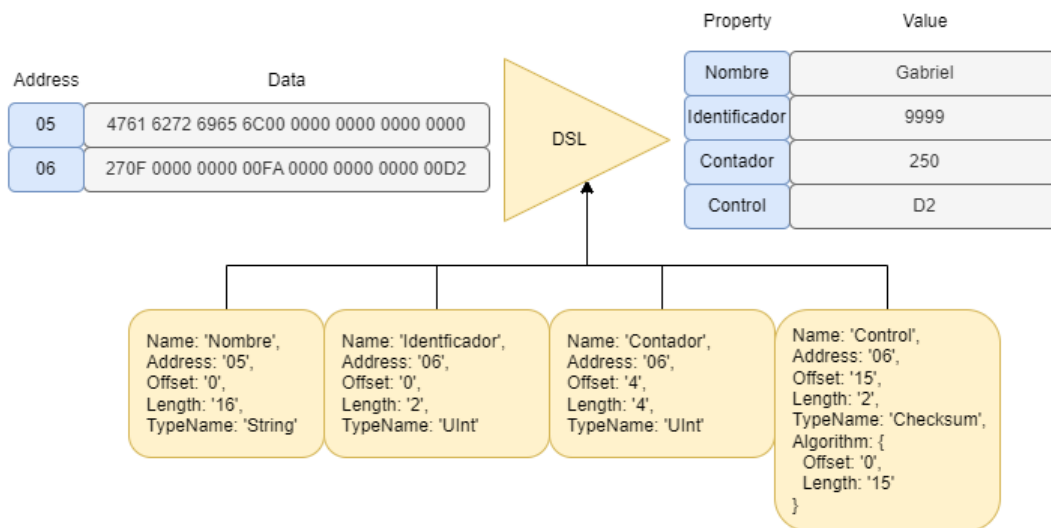 Address Data
05 4761 6272 6965 6C00 0000 0000 0000 0000
06 270F 0000 0000 00FA 0000 0000 0000 00D2
DSL
Property Value
Nombre Gabriel
Identificador 9999
Contador 250
Control D2
Name: 'Nombre',
Address: '05',
Offset: '0',
Length: '16',
TypeName: 'String'
Name: 'Identficador',
Address: '06',
Offset: '0',
Length: '2',
TypeName: 'UInt'
Name: 'Contador',
Address: '06',
Offset: '4',
Length: '4',
TypeName: 'UInt'
Name: 'Control',
Address: '06',
Offset: '15',
Length: '2',
TypeName: 'Checksum',
Algorithm: {
Offset: '0',
Length: '15'
}